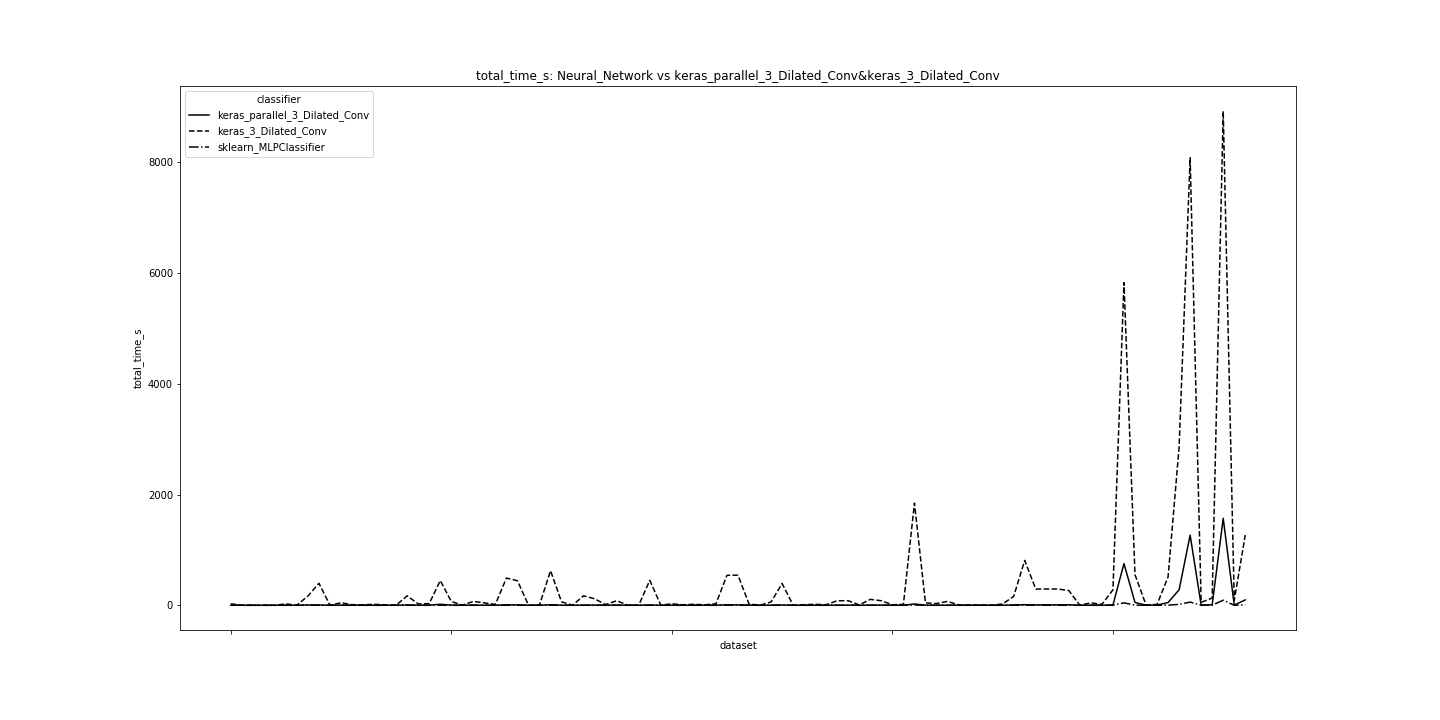 total_time_s: Neural_Network vs keras_parallel_3_Dilated_Conv&keras_3_Dilated_Conv
classifier
keras_parallel_3_Dilated_Conv
keras_3_Dilated_Conv
sklearn_MLPClassifier
8000
6000
total_time_s
4000
2000
0
dataset